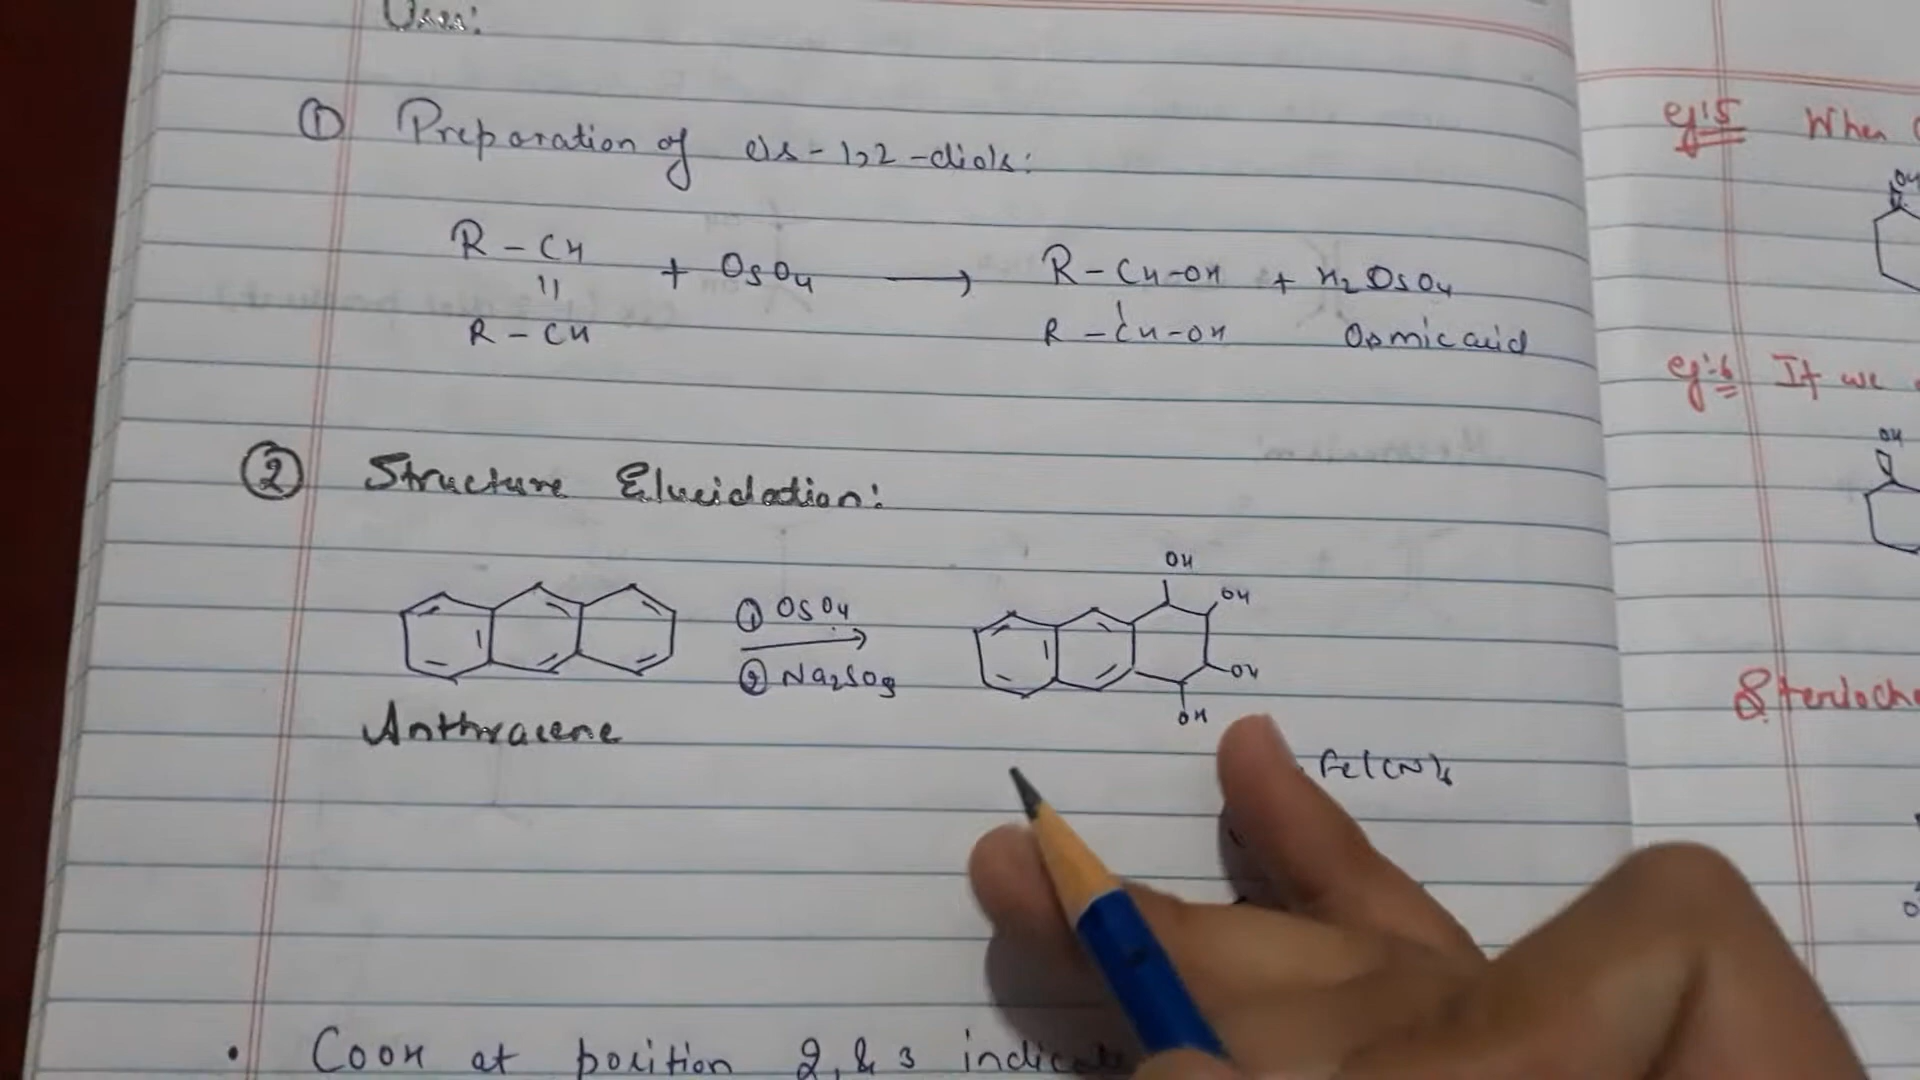 Uses:
① Preparation of cis-1,2-diols:
R - CH + OsO4 ⟶ R - CH-OH + H2OsO4
||
R - CH R - CH-OH Osmic acid
② Structure Elucidation:
OH
① OsO4 OH
② Na2SO3 OH
Anthracene OH
Fe(CN)6
• COOH at position 2, & 3
eg:5 When
OH
eg:6 If we
OH